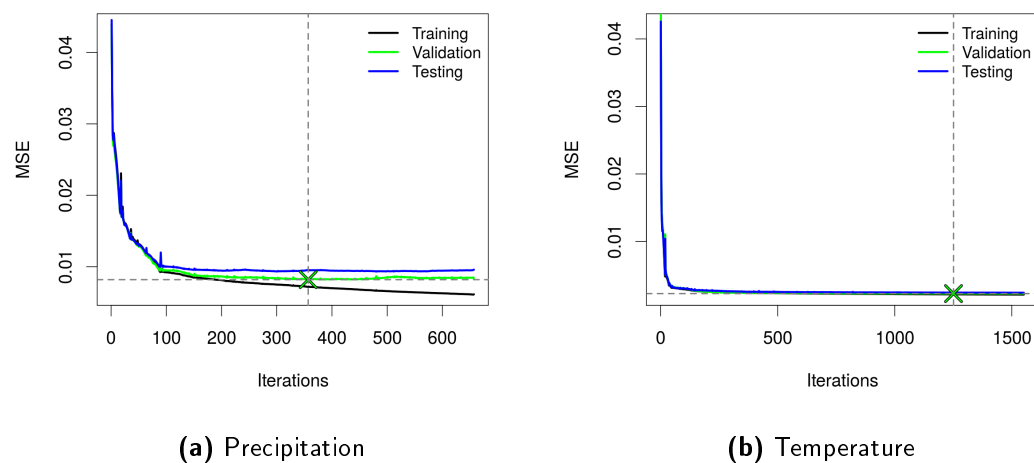 MSE
0.04
0.03
0.02
0.01
Training
Validation
Testing
0 100 200 300 400 500 600
Iterations
(a) Precipitation
MSE
0.04
0.03
0.02
0.01
Training
Validation
Testing
0 500 1000 1500
Iterations
(b) Temperature